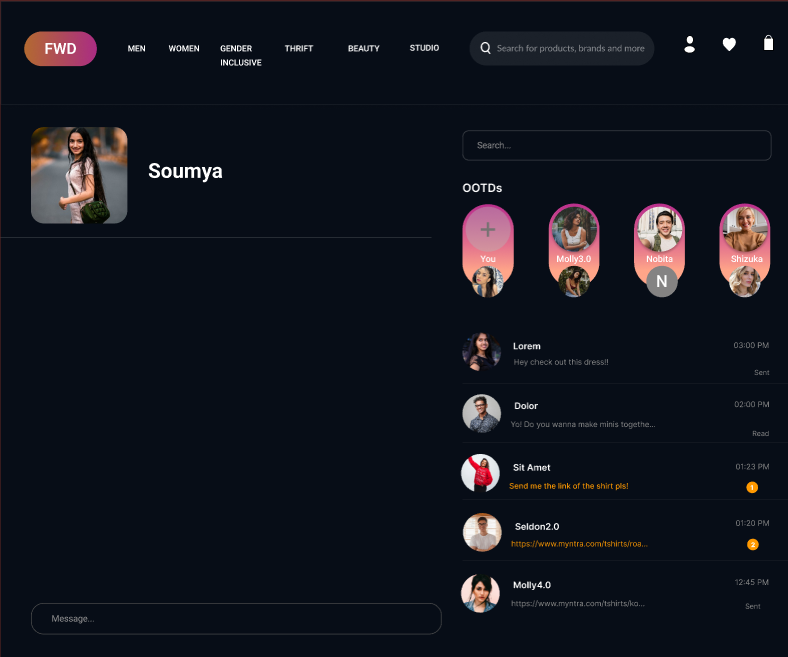 FWD
MEN
WOMEN
GENDER
INCLUSIVE
THRIFT
BEAUTY
STUDIO
Search for products, brands and more
Soumya
Search...
OOTDs
You
Molly3.0
Nobita
Shizuka
N
Lorem
03:00 PM
Hey check out this dress!!
Sent
Dolor
02:00 PM
Yo! Do you wanna make minis togethe...
Read
Sit Amet
01:23 PM
Send me the link of the shirt pls!
1
Seldon2.0
01:20 PM
https://www.myntra.com/tshirts/roa...
2
Molly4.0
12:45 PM
https://www.myntra.com/tshirts/ko...
Sent
Message...